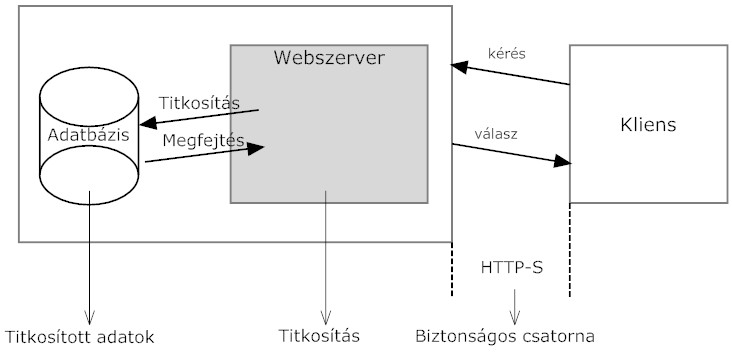 Webszerver
kérés
Titkosítás
Adatbázis
Megfejtés
válasz
Kliens
HTTP-S
Titkosított adatok
Titkosítás
Biztonságos csatorna